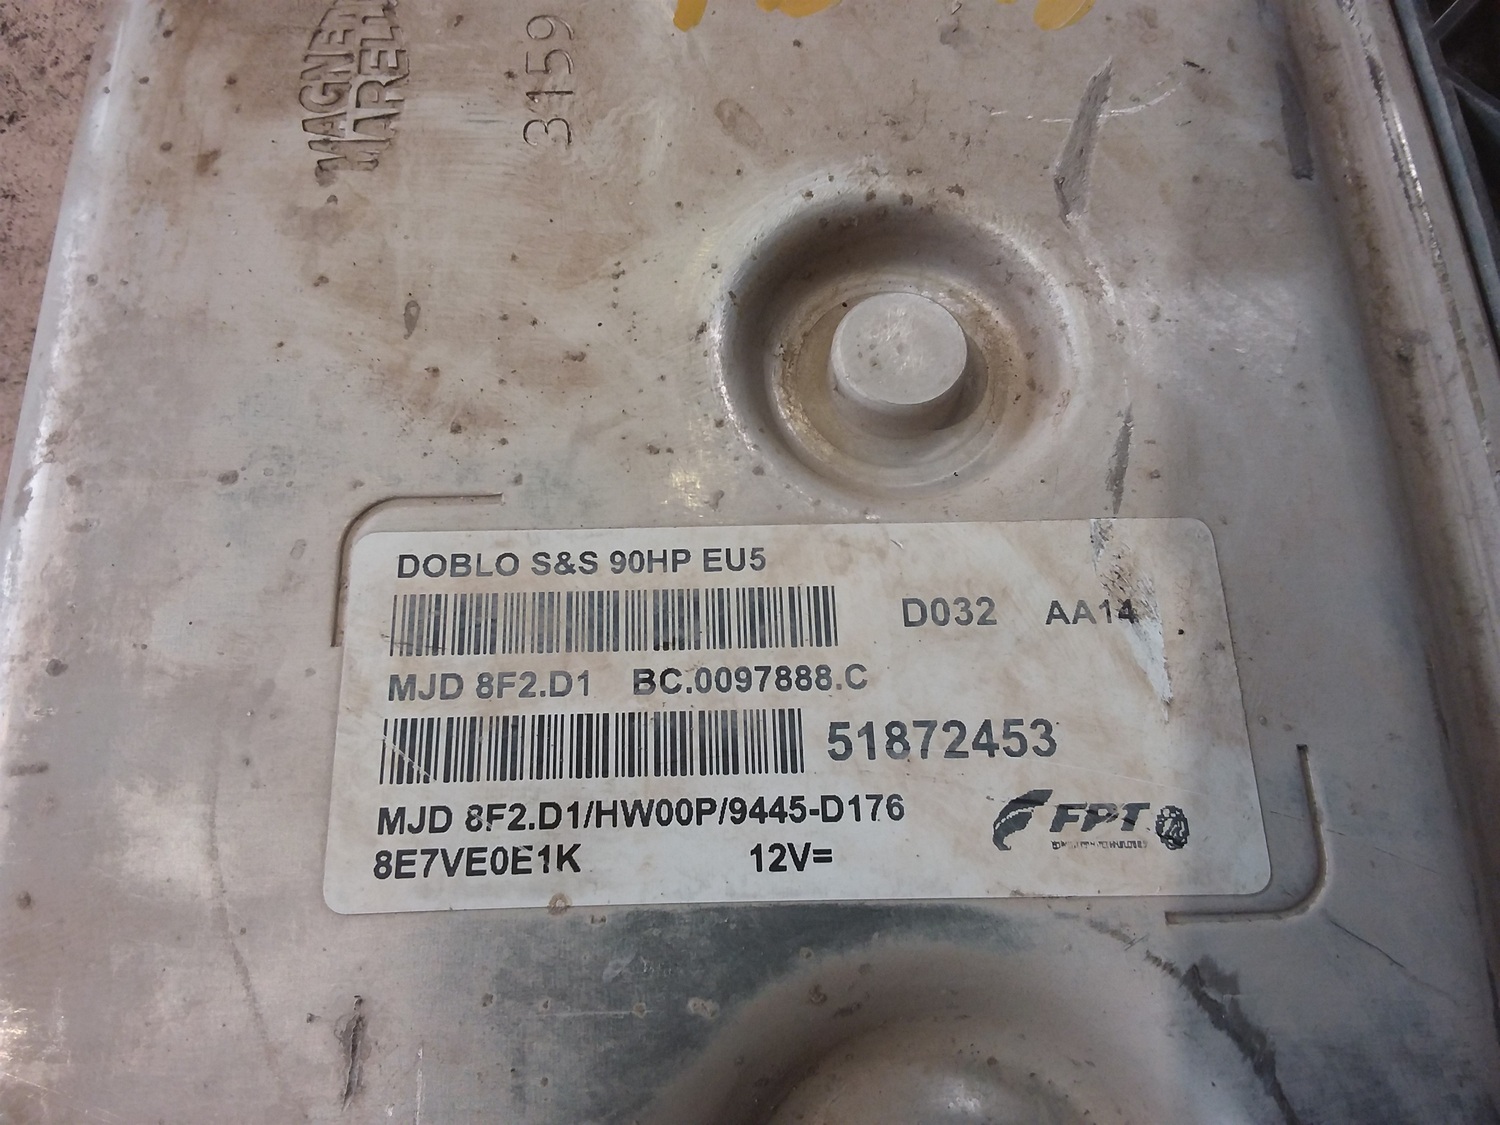 MAGNETI
MARELLI
31159
DOBLO S&S 90HP EU5
D032 AA14
MJD 8F2.D1 BC.0097888.C
51872453
MJD 8F2.D1/HW00P/9445-D176
8E7VE0E1K 12V=
FPT